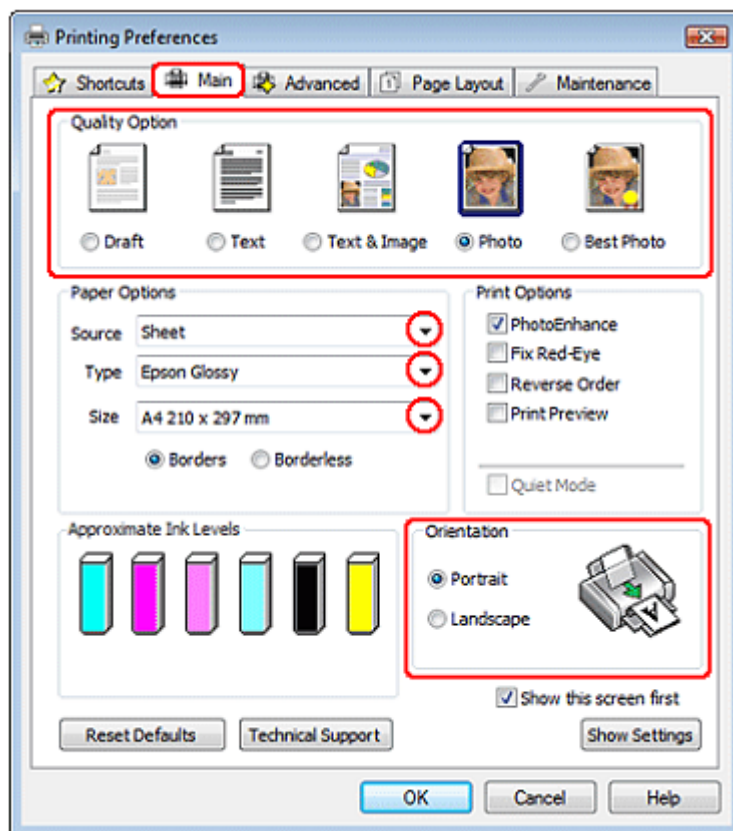 Printing Preferences
Shortcuts Main Advanced 1 Page Layout Maintenance
Quality Option
Draft Text Text & Image Photo Best Photo
Paper Options
Source Sheet
Type Epson Glossy
Size A4 210 x 297 mm
Borders Borderless
Print Options
PhotoEnhance
Fix Red-Eye
Reverse Order
Print Preview
Quiet Mode
Approximate Ink Levels
Orientation
Portrait
Landscape
A
Show this screen first
Reset Defaults Technical Support Show Settings
OK Cancel Help